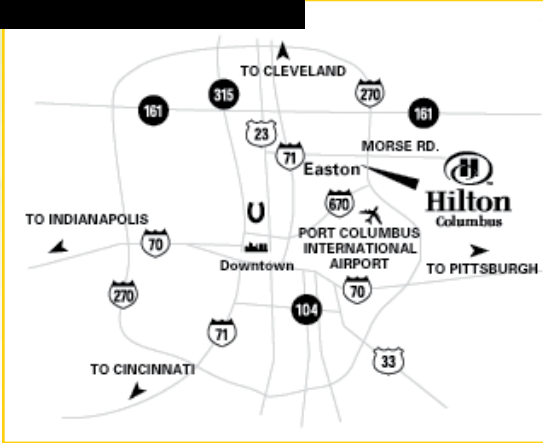 TO CLEVELAND
315
270
161
161
23
MORSE RD.
71
Easton
Hilton
Columbus
670
TO INDIANAPOLIS
70
PORT COLUMBUS
INTERNATIONAL
AIRPORT
Downtown
TO PITTSBURGH
270
70
104
71
33
TO CINCINNATI